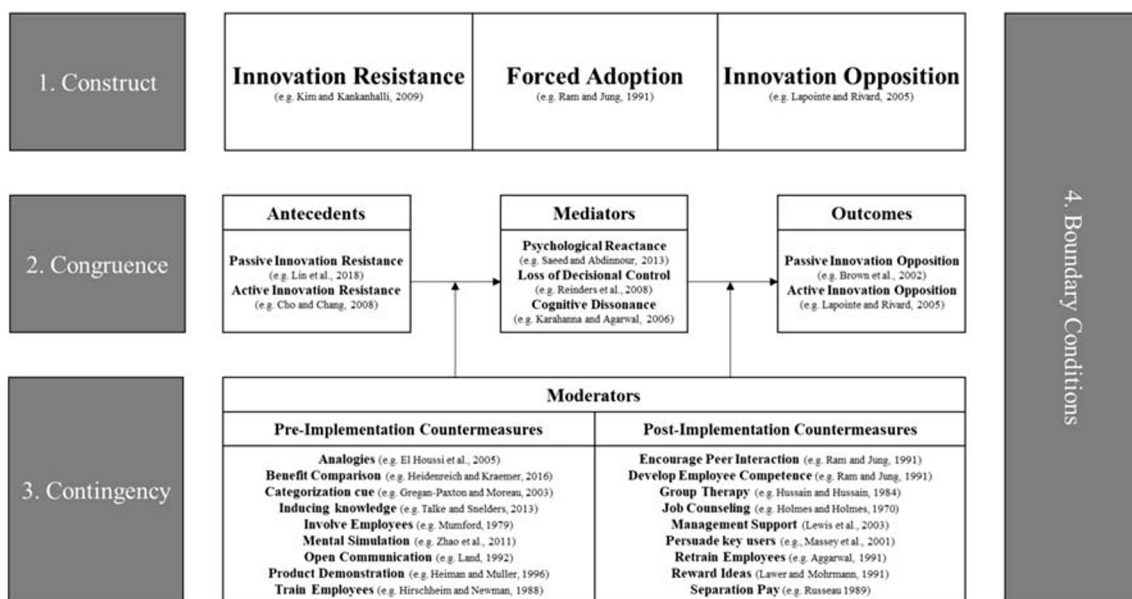 1. Construct
Innovation Resistance
(e.g. Kim and Kankanhalli, 2009)
Forced Adoption
(e.g. Ram and Jung, 1991)
Innovation Opposition
(e.g. Lapointe and Rivard, 2005)
2. Congruence
Antecedents
Passive Innovation Resistance
(e.g. Lin et al., 2018)
Active Innovation Resistance
(e.g. Cho and Chang, 2008)
Mediators
Psychological Reactance
(e.g. Saeed and Abdinnour, 2013)
Loss of Decisional Control
(e.g. Reinders et al., 2008)
Cognitive Dissonance
(e.g. Karahanna and Agarwal, 2006)
Outcomes
Passive Innovation Opposition
(e.g. Brown et al., 2002)
Active Innovation Opposition
(e.g. Lapointe and Rivard, 2005)
3. Contingency
Moderators
Pre-Implementation Countermeasures
Analogies (e.g. El Houssi et al., 2005)
Benefit Comparison (e.g. Heidenreich and Kraemer, 2016)
Categorization cue (e.g. Gregan-Paxton and Moreau, 2003)
Inducing knowledge (e.g. Talke and Snelders, 2013)
Involve Employees (e.g. Mumford, 1979)
Mental Simulation (e.g. Zhao et al., 2011)
Open Communication (e.g. Land, 1992)
Product Demonstration (e.g. Heiman and Muller, 1996)
Train Employees (e.g. Hirschheim and Newman, 1988)
Post-Implementation Countermeasures
Encourage Peer Interaction (e.g. Ram and Jung, 1991)
Develop Employee Competence (e.g. Ram and Jung, 1991)
Group Therapy (e.g. Hussain and Hussain, 1984)
Job Counseling (e.g. Holmes and Holmes, 1970)
Management Support (Lewis et al., 2003)
Persuade key users (e.g., Massey et al., 2001)
Retrain Employees (e.g. Aggarwal, 1991)
Reward Ideas (Lawer and Mohrmann, 1991)
Separation Pay (e.g. Russeau 1989)
4. Boundary Conditions